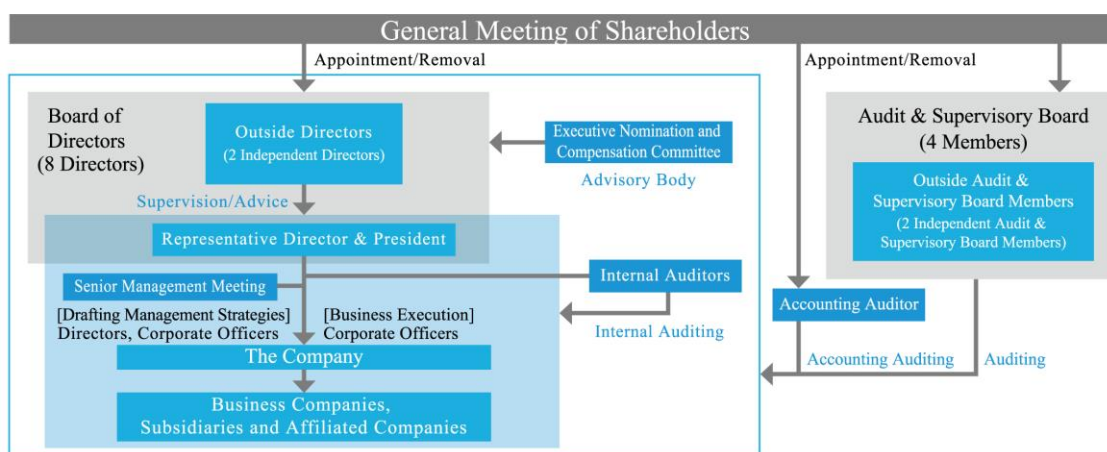 General Meeting of Shareholders
Appointment/Removal
Appointment/Removal
Board of
Directors
(8 Directors)
Outside Directors
(2 Independent Directors)
Executive Nomination and
Compensation Committee
Advisory Body
Audit & Supervisory Board
(4 Members)
Outside Audit &
Supervisory Board Members
(2 Independent Audit &
Supervisory Board Members)
Supervision/Advice
Representative Director & President
Senior Management Meeting
Internal Auditors
Accounting Auditor
[Drafting Management Strategies]
Directors, Corporate Officers
[Business Execution]
Corporate Officers
Internal Auditing
The Company
Accounting Auditing
Auditing
Business Companies,
Subsidiaries and Affiliated Companies